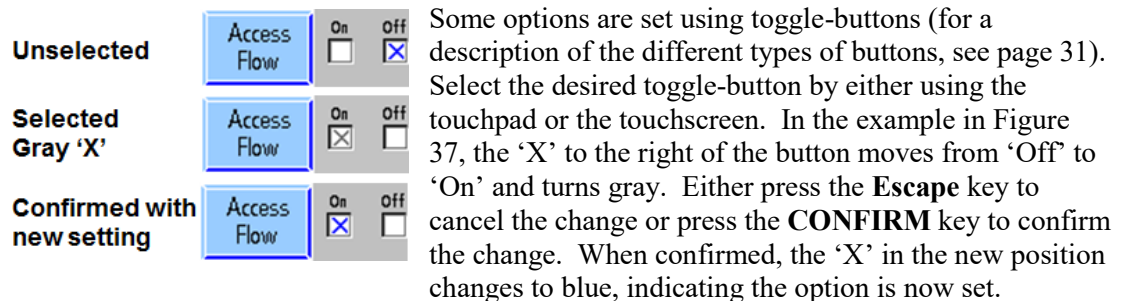 Unselected
Access
Flow
On
Off
Selected
Gray ‘X’
Access
Flow
On
Off
Confirmed with
new setting
Access
Flow
On
Off
Some options are set using toggle-buttons (for a
description of the different types of buttons, see page 31).
Select the desired toggle-button by either using the
touchpad or the touchscreen.  In the example in Figure
37, the ‘X’ to the right of the button moves from ‘Off’ to
‘On’ and turns gray.  Either press the Escape key to
cancel the change or press the CONFIRM key to confirm
the change.  When confirmed, the ‘X’ in the new position
changes to blue, indicating the option is now set.